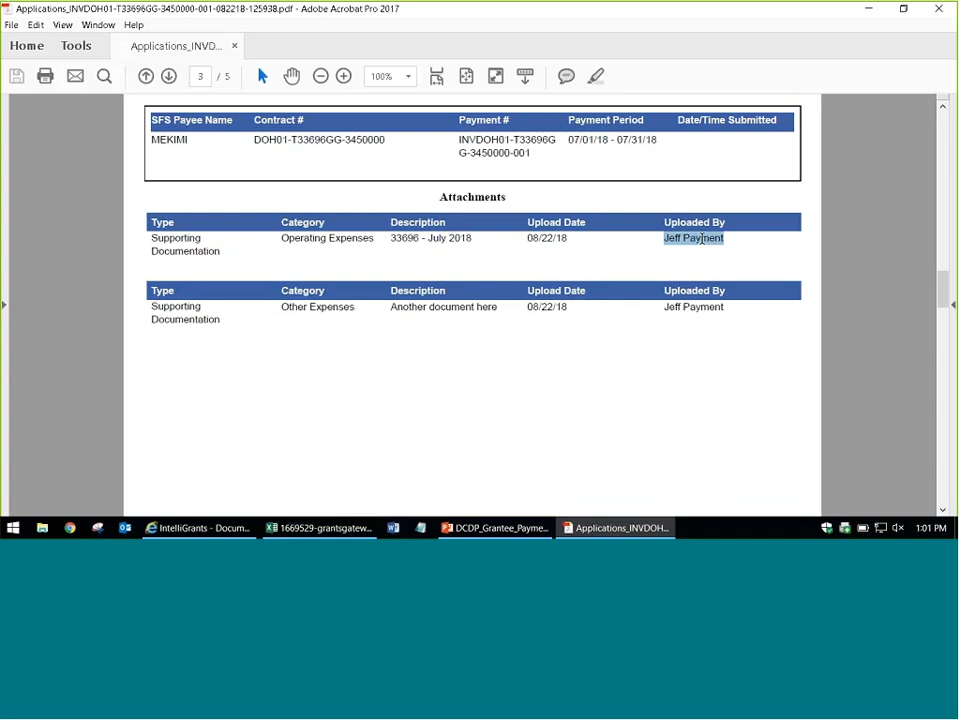 Applications_INVDOH01-T33696GG-3450000-001-082218-125938.pdf - Adobe Acrobat Pro 2017
File Edit View Window Help
Home Tools Applications_INVD... ×
3 / 5 100%
SFS Payee Name Contract # Payment # Payment Period Date/Time Submitted
MEKIMI DOH01-T33696GG-3450000 INVDOH01-T33696G 07/01/18 - 07/31/18
G-3450000-001
Attachments
Type Category Description Upload Date Uploaded By
Supporting Operating Expenses 33696 - July 2018 08/22/18 Jeff Payment
Documentation
Type Category Description Upload Date Uploaded By
Supporting Other Expenses Another document here 08/22/18 Jeff Payment
Documentation
IntelliGrants - Docum... 1669529-grantsgatew... DCDP_Grantee_Payme... Applications_INVDOH... 1:01 PM